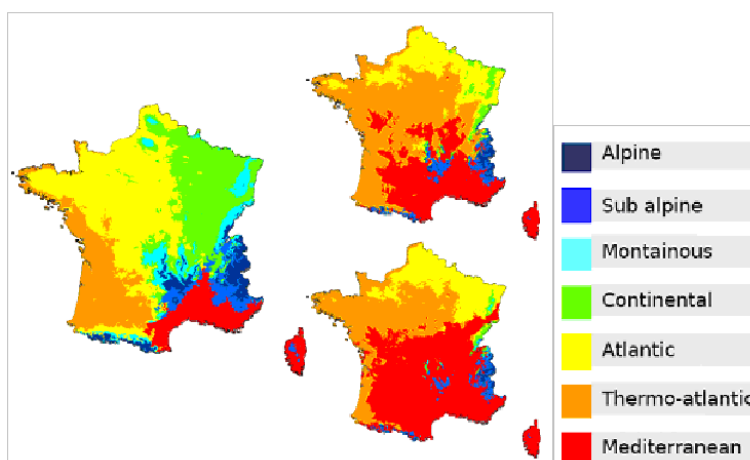 Alpine
Sub alpine
Montainous
Continental
Atlantic
Thermo-atlantic
Mediterranean